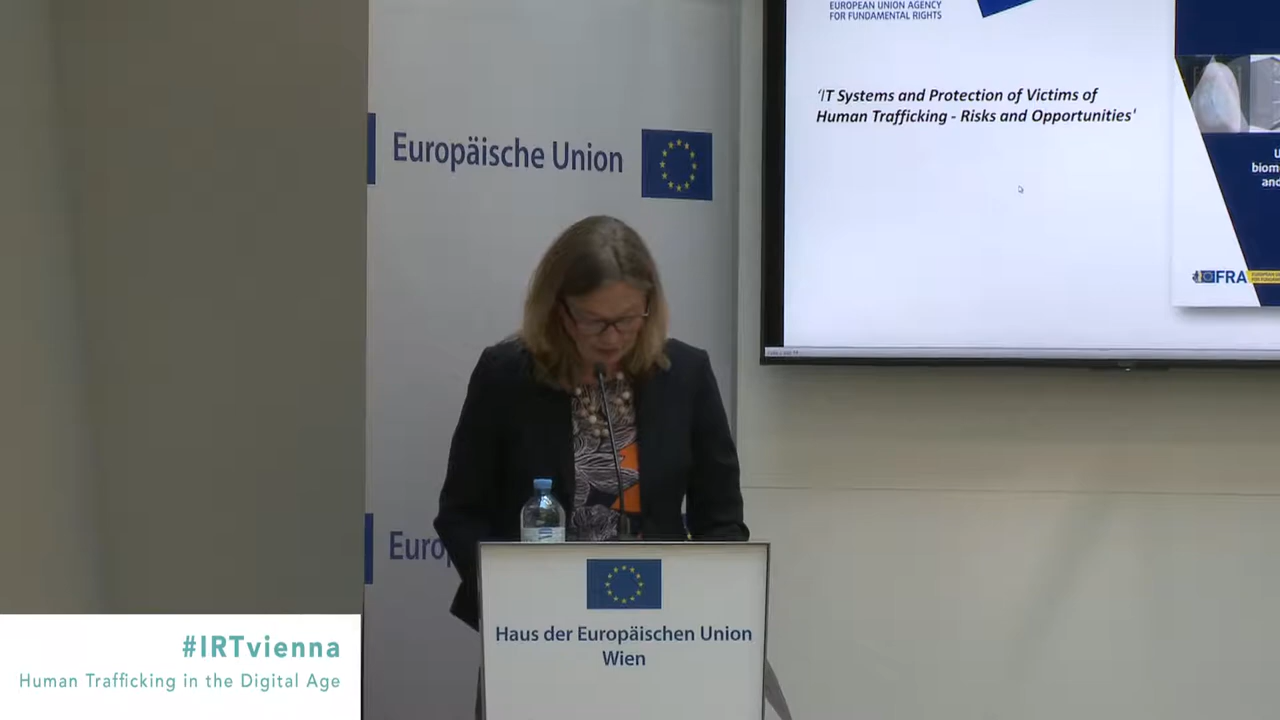 EUROPEAN UNION AGENCY
FOR FUNDAMENTAL RIGHTS
'IT Systems and Protection of Victims of
Human Trafficking - Risks and Opportunities'
FRA
Europäische Union
Euro
Haus der Europäischen Union
Wien
#IRTvienna
Human Trafficking in the Digital Age